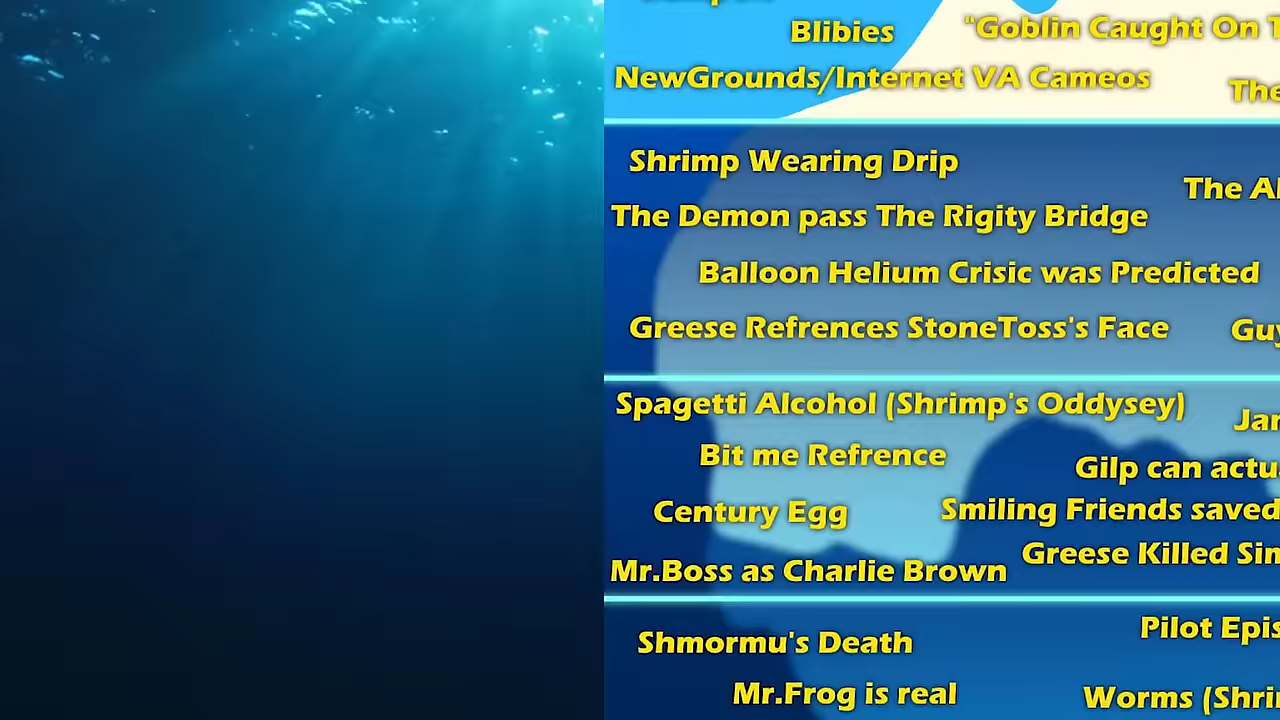 Blibies
"Goblin Caught On
NewGrounds/Internet VA Cameos
The
Shrimp Wearing Drip
The
The Demon pass The Rigity Bridge
Balloon Helium Crisic was Predicted
Greese Refrences StoneToss's Face
Spagetti Alcohol (Shrimp's Oddysey)
Bit me Refrence
Gilp can
Century Egg
Smiling Friends saved
Greese Killed
Mr.Boss as Charlie Brown
Pilot
Shmormu's Death
Mr.Frog is real
Worms